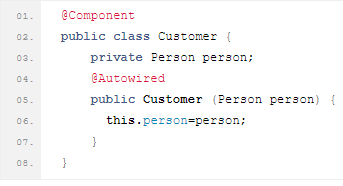 01. @Component
02. public class Customer {
03.     private Person person;
04.     @Autowired
05.     public Customer (Person person) {
06.       this.person=person;
07.     }
08. }